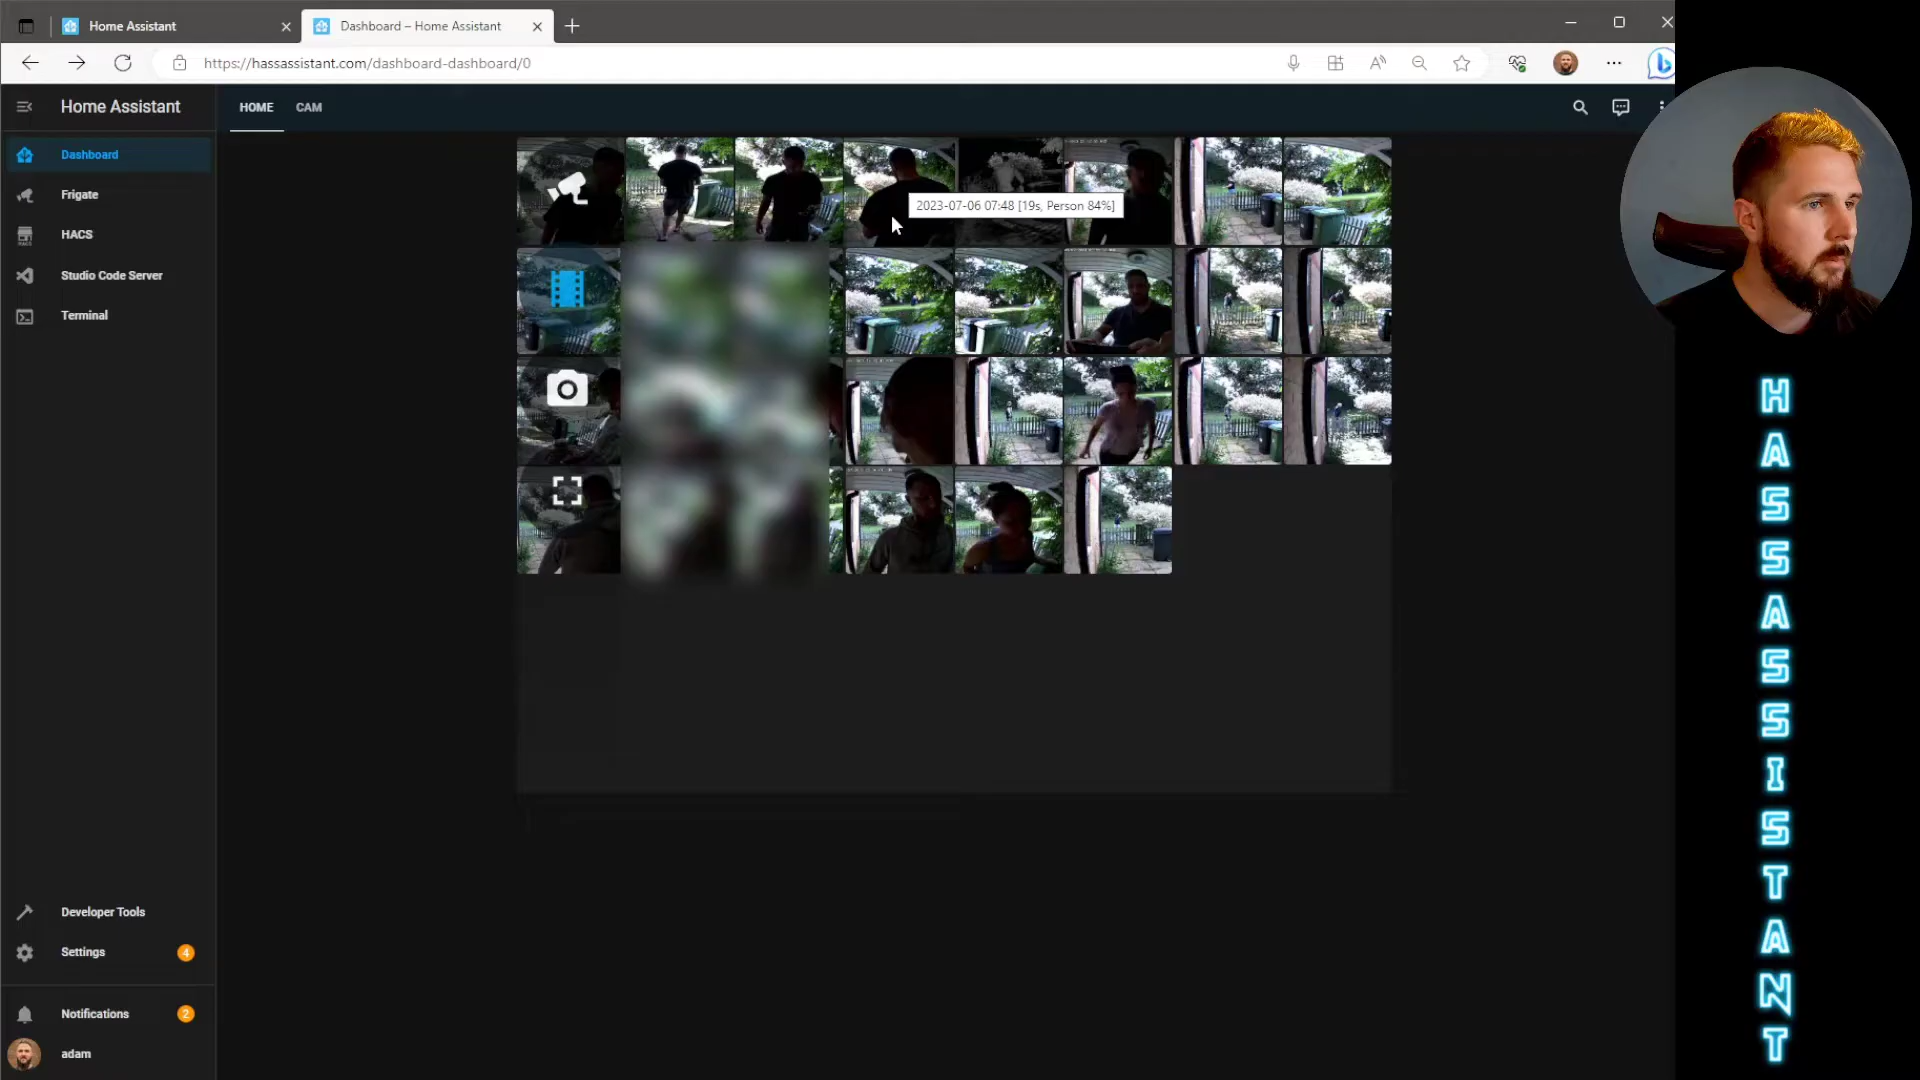 Home Assistant
Dashboard – Home Assistant
https://hassassistant.com/dashboard-dashboard/0
Home Assistant
HOME
CAM
Dashboard
Frigate
HACS
Studio Code Server
Terminal
2023-07-06 07:48 [19s, Person 84%]
Developer Tools
Settings
4
Notifications
2
adam
HASSASSISTANT